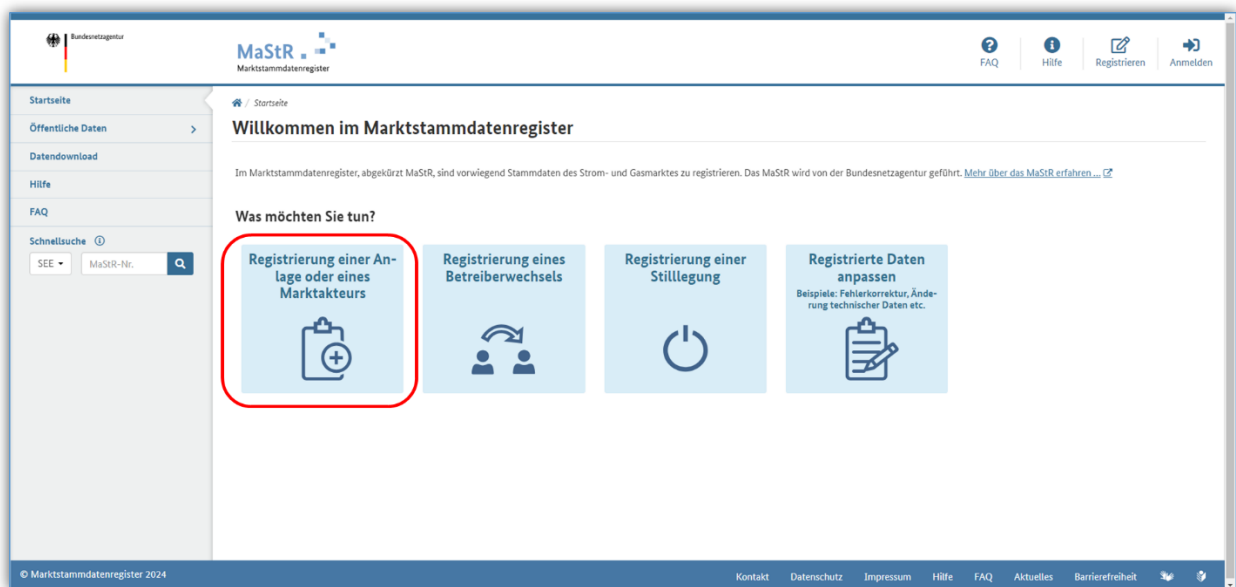 Bundesnetzagentur
MaStR
Marktstammdatenregister
FAQ
Hilfe
Registrieren
Anmelden
Startseite
Öffentliche Daten
Datendownload
Hilfe
FAQ
Schnellsuche
SEE
MaStR-Nr.
/ Startseite
Willkommen im Marktstammdatenregister
Im Marktstammdatenregister, abgekürzt MaStR, sind vorwiegend Stammdaten des Strom- und Gasmarktes zu registrieren. Das MaStR wird von der Bundesnetzagentur geführt. Mehr über das MaStR erfahren ...
Was möchten Sie tun?
Registrierung einer An-
lage oder eines
Marktakteurs
Registrierung eines
Betreiberwechsels
Registrierung einer
Stilllegung
Registrierte Daten
anpassen
Beispiele: Fehlerkorrektur, Ände-
rung technischer Daten etc.
© Marktstammdatenregister 2024
Kontakt
Datenschutz
Impressum
Hilfe
FAQ
Aktuelles
Barrierefreiheit